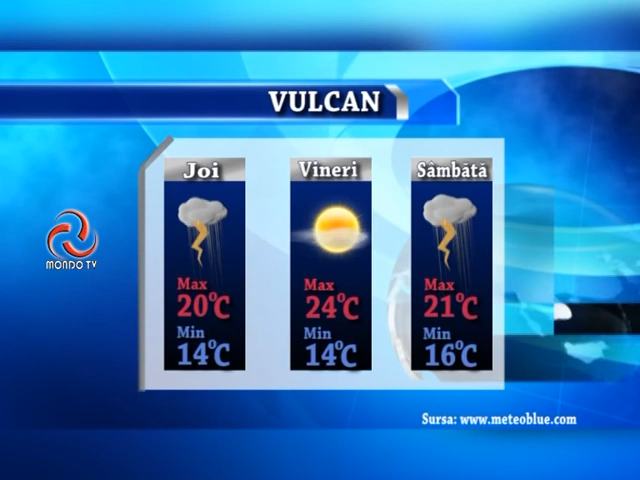 VULCAN
Joi
Vineri
Sâmbătă
Max
20°C
Min
14°C
Max
24°C
Min
14°C
Max
21°C
Min
16°C
MONDO TV
Sursa: www.meteoblue.com